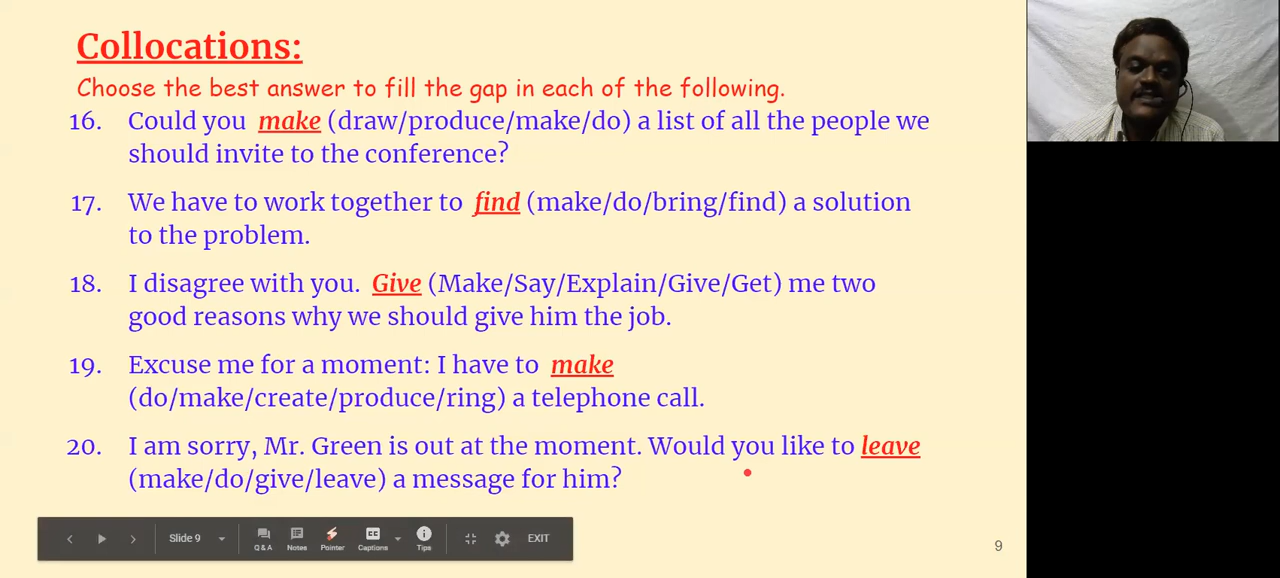 Collocations:
Choose the best answer to fill the gap in each of the following.
16. Could you make (draw/produce/make/do) a list of all the people we
should invite to the conference?
17. We have to work together to find (make/do/bring/find) a solution
to the problem.
18. I disagree with you. Give (Make/Say/Explain/Give/Get) me two
good reasons why we should give him the job.
19. Excuse me for a moment: I have to make
(do/make/create/produce/ring) a telephone call.
20. I am sorry, Mr. Green is out at the moment. Would you like to leave
(make/do/give/leave) a message for him?
Slide 9
Q&A Notes Pointer Captions Tips
EXIT
9